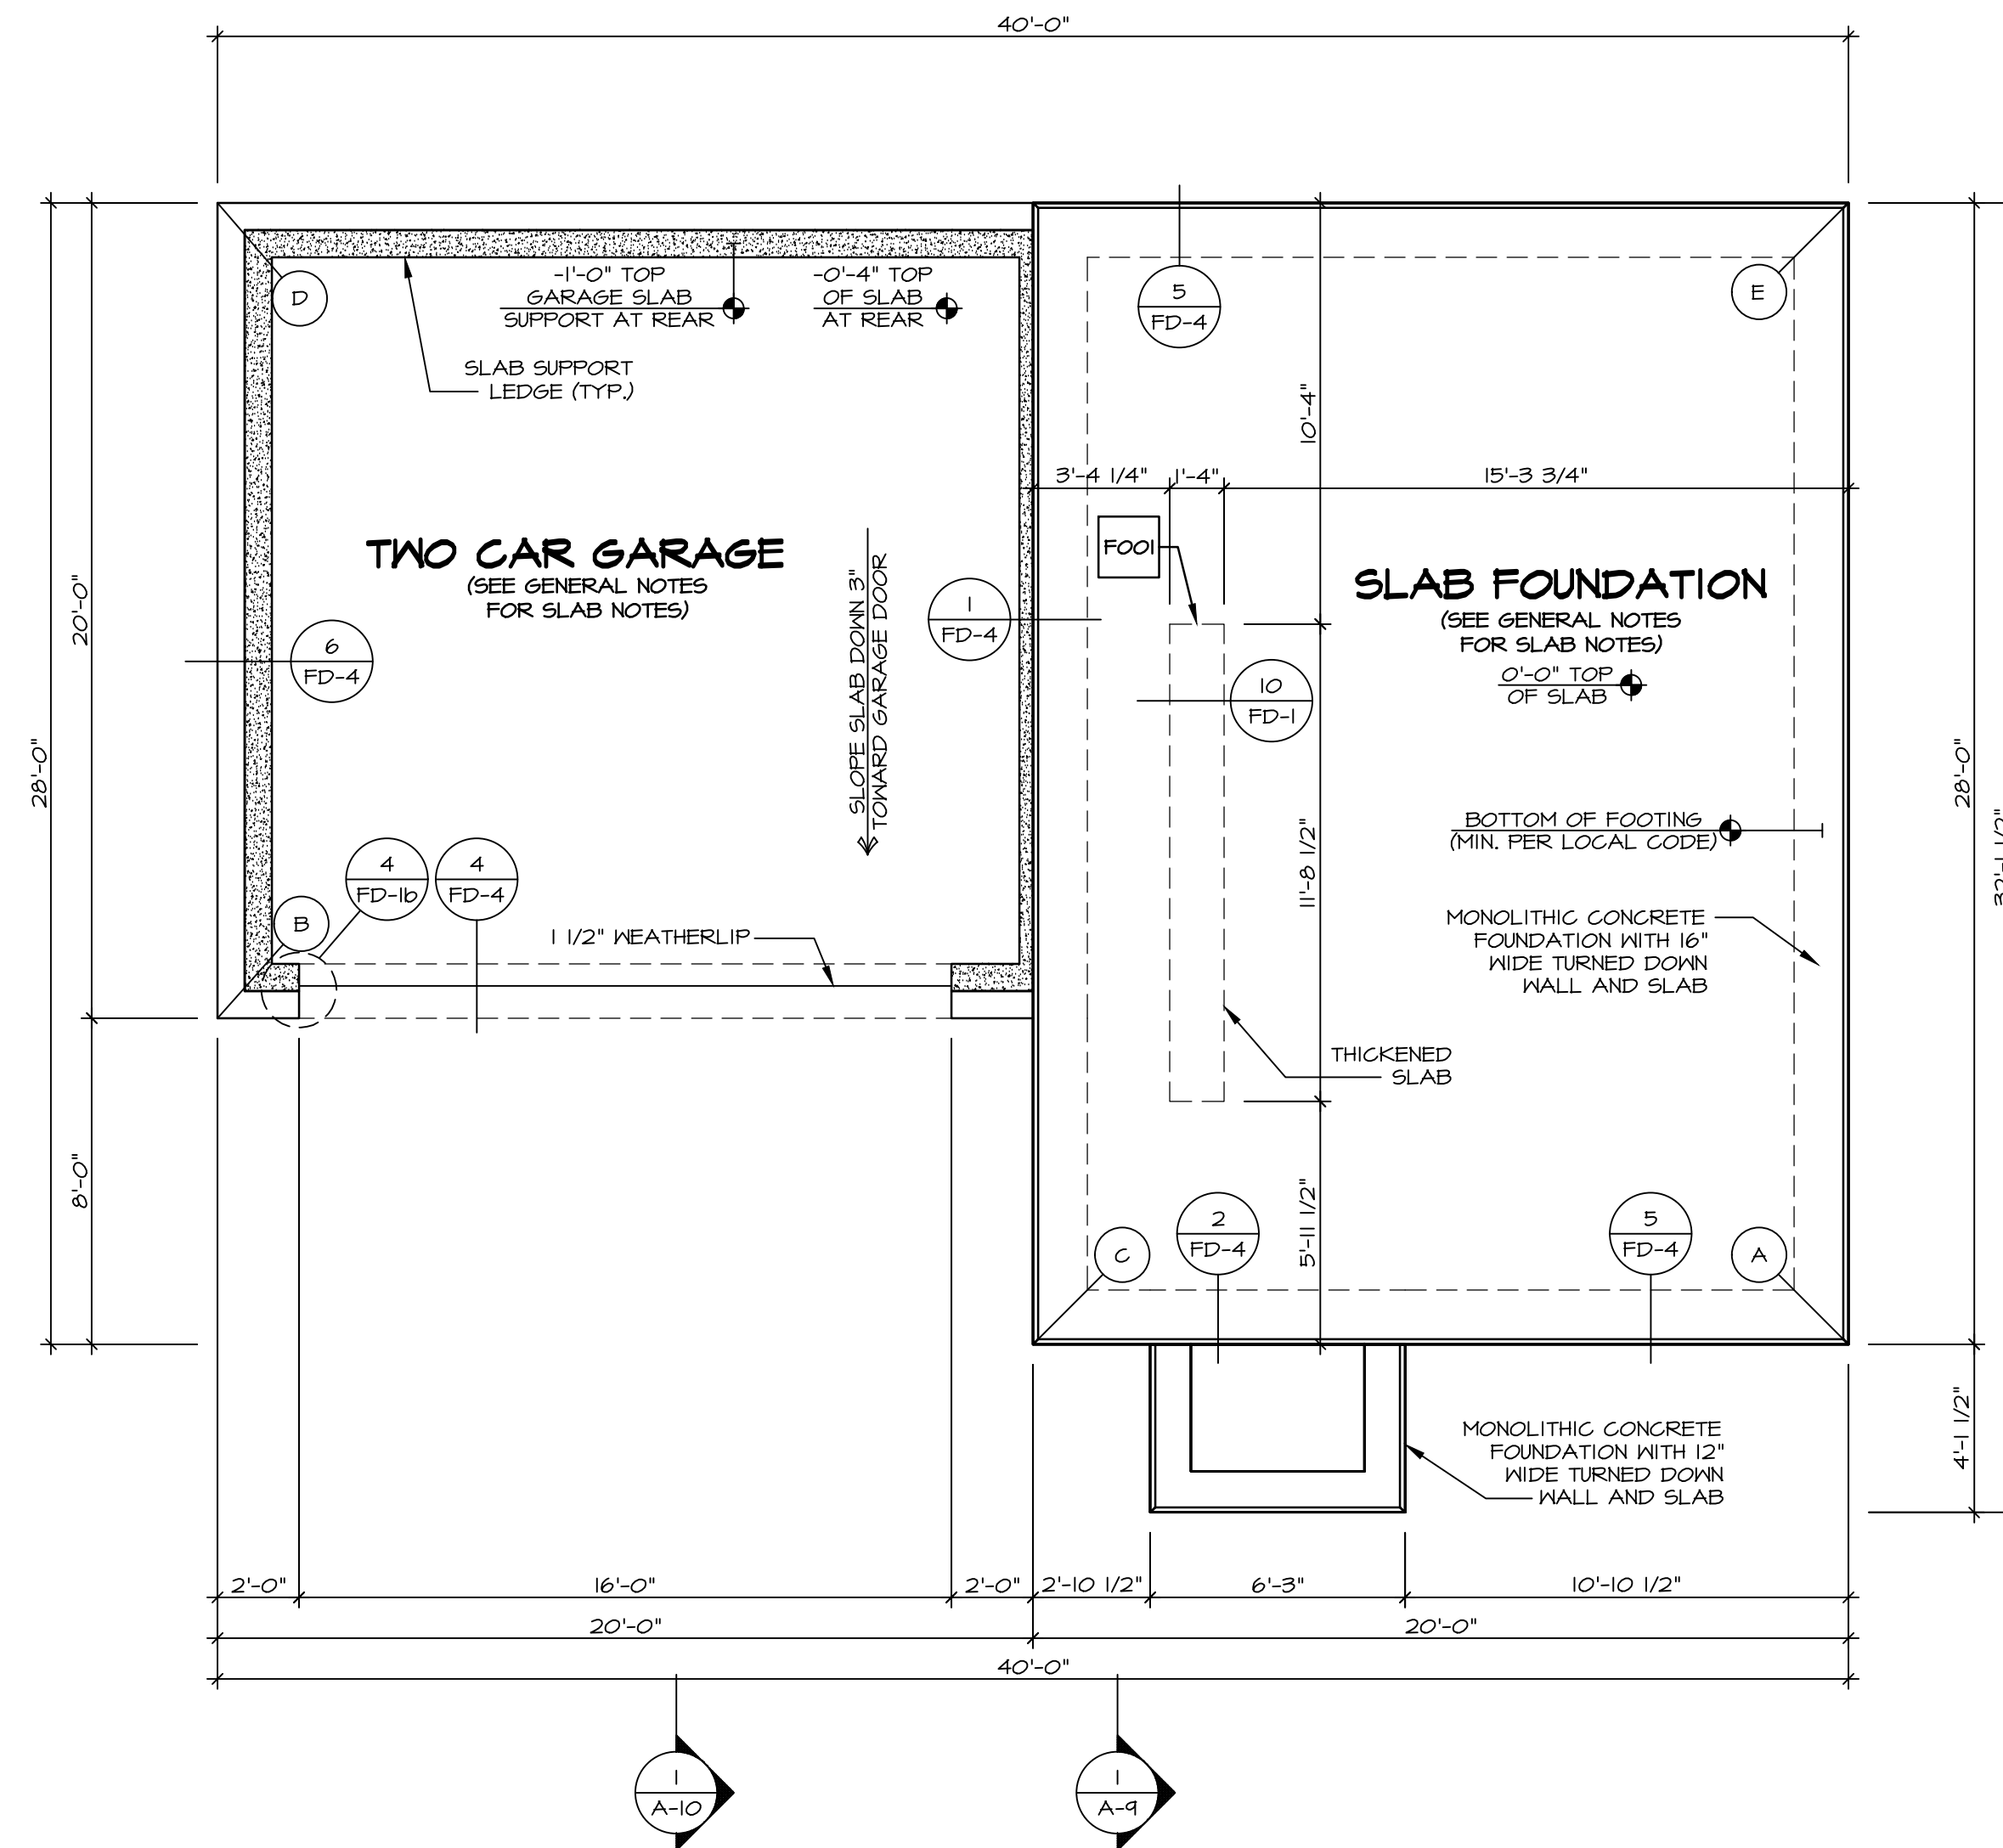 40'-0"
-1'-0" TOP
GARAGE SLAB
SUPPORT AT REAR
-0'-4" TOP
OF SLAB
AT REAR
D
5
FD-4
E
SLAB SUPPORT
LEDGE (TYP.)
10'-4"
3'-4 1/4"
1'-4"
15'-3 3/4"
TWO CAR GARAGE
(SEE GENERAL NOTES
FOR SLAB NOTES)
F001
SLAB FOUNDATION
(SEE GENERAL NOTES
FOR SLAB NOTES)
0'-0" TOP
OF SLAB
20'-0"
28'-0"
6
FD-4
1
FD-4
10
FD-1
SLOPE SLAB DOWN 3"
TOWARD GARAGE DOOR
28'-0"
32'-1 1/2"
BOTTOM OF FOOTING
(MIN. PER LOCAL CODE)
4
FD-1b
4
FD-4
B
1 1/2" WEATHERLIP
11'-8 1/2"
MONOLITHIC CONCRETE
FOUNDATION WITH 16"
WIDE TURNED DOWN
WALL AND SLAB
THICKENED
SLAB
8'-0"
C
2
FD-4
5'-11 1/2"
5
FD-4
A
4'-1 1/2"
MONOLITHIC CONCRETE
FOUNDATION WITH 12"
WIDE TURNED DOWN
WALL AND SLAB
2'-0"
16'-0"
2'-0"
2'-10 1/2"
6'-3"
10'-10 1/2"
20'-0"
20'-0"
40'-0"
1
A-10
1
A-9